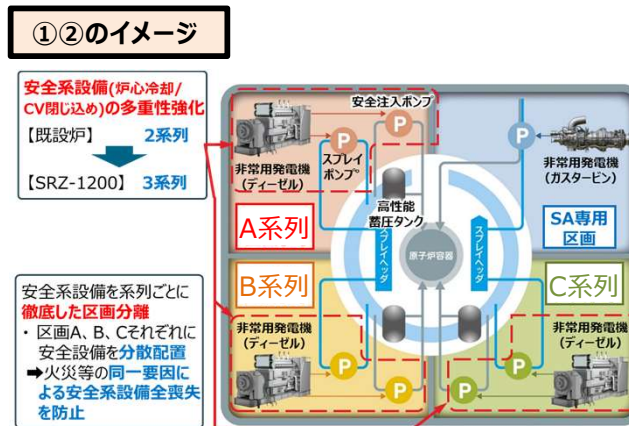 ①②のイメージ
安全系設備(炉心冷却/
CV閉じ込め)の多重性強化
【既設炉】 2系列
【SRZ-1200】 3系列
安全系設備を系列ごとに
徹底した区画分離
・ 区画A、B、Cそれぞれに
安全設備を分散配置
➡火災等の同一要因に
よる安全系設備全喪失
を防止
安全注入ポンプ
P
P
スプレイ
ポンプ
非常用発電機
(ディーゼル)
A系列
高性能
蓄圧タンク
スプレイヘッダ
原子炉容器
スプレイヘッダ
P
非常用発電機
(ガスタービン)
SA専用
区画
B系列
非常用発電機
(ディーゼル)
P
P
C系列
非常用発電機
(ディーゼル)
P
P